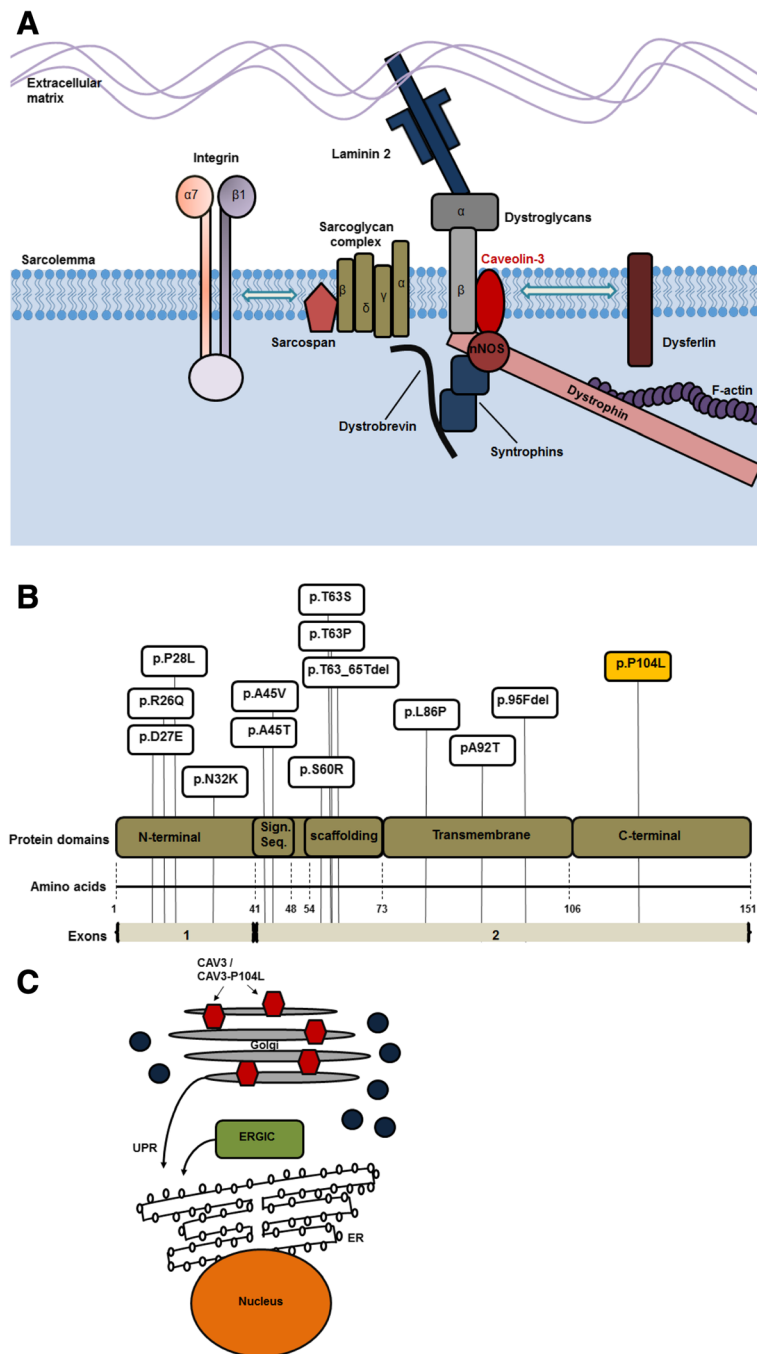 A
Extracellular
matrix
Laminin 2
Integrin
α7
β1
α
Dystroglycans
Sarcoglycan
complex
Caveolin-3
Sarcolemma
β
δ
γ
α
β
Sarcospan
nNOS
Dysferlin
Dystrophin
F-actin
Dystrobrevin
Syntrophins
B
p.T63S
p.T63P
p.P28L
p.T63_65Tdel
p.P104L
p.R26Q
p.A45V
p.L86P
p.95Fdel
p.D27E
p.A45T
pA92T
p.N32K
p.S60R
Protein domains
N-terminal
Sign.
Seq.
scaffolding
Transmembrane
C-terminal
Amino acids
1
41
48
54
73
106
151
Exons
1
2
C
CAV3 /
CAV3-P104L
Golgi
UPR
ERGIC
ER
Nucleus